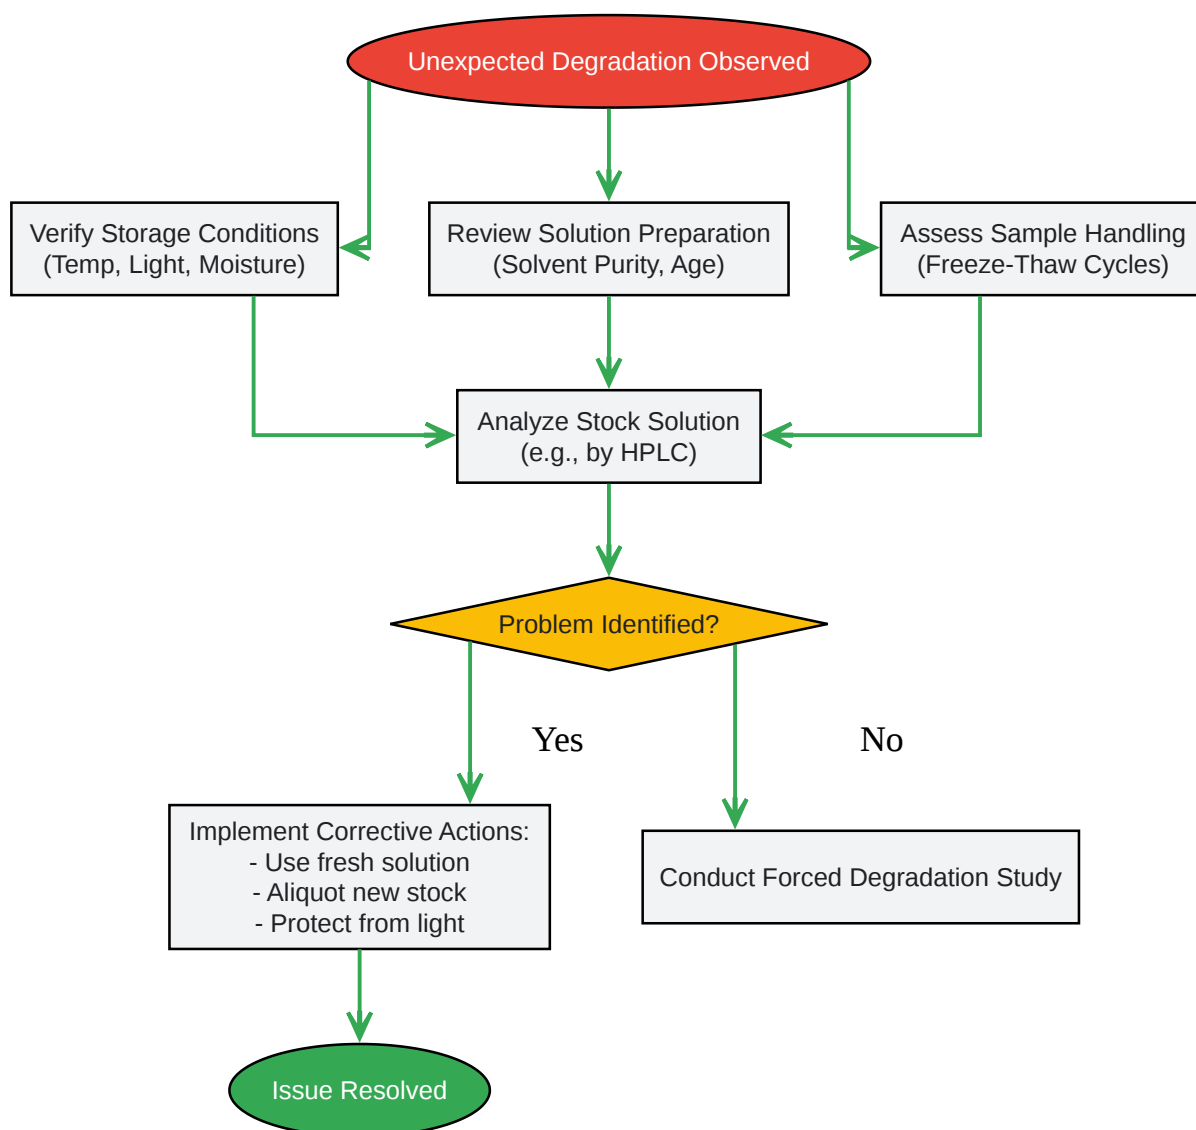 Unexpected Degradation Observed
Verify Storage Conditions
(Temp, Light, Moisture)
Review Solution Preparation
(Solvent Purity, Age)
Assess Sample Handling
(Freeze-Thaw Cycles)
Analyze Stock Solution
(e.g., by HPLC)
Problem Identified?
Yes
No
Implement Corrective Actions:
- Use fresh solution
- Aliquot new stock
- Protect from light
Conduct Forced Degradation Study
Issue Resolved